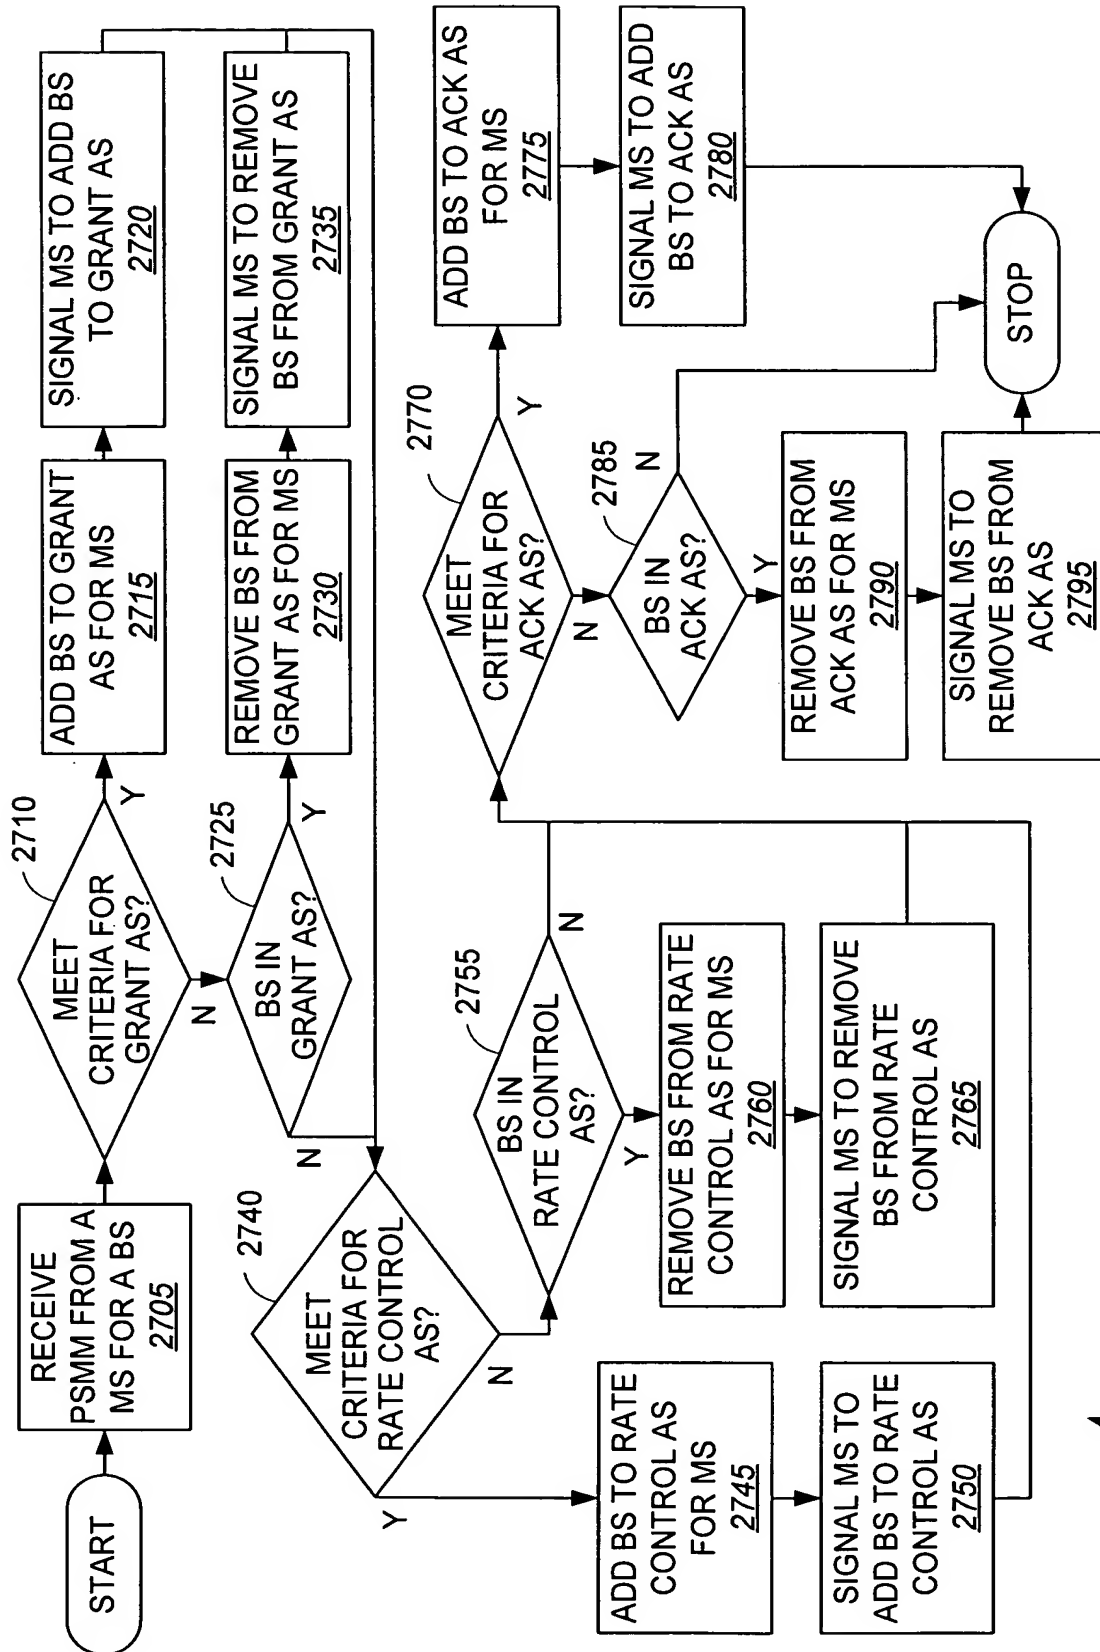 START
RECEIVE
PSMM FROM A
MS FOR A BS
2705
MEET
CRITERIA FOR
GRANT AS?
2710
Y
N
ADD BS TO GRANT
AS FOR MS
2715
SIGNAL MS TO ADD BS
TO GRANT AS
2720
BS IN
GRANT AS?
2725
Y
N
REMOVE BS FROM
GRANT AS FOR MS
2730
SIGNAL MS TO REMOVE
BS FROM GRANT AS
2735
MEET
CRITERIA FOR
RATE CONTROL
AS?
2740
Y
N
ADD BS TO RATE
CONTROL AS
FOR MS
2745
SIGNAL MS TO
ADD BS TO RATE
CONTROL AS
2750
BS IN
RATE CONTROL
AS?
2755
N
Y
REMOVE BS FROM RATE
CONTROL AS FOR MS
2760
SIGNAL MS TO REMOVE
BS FROM RATE
CONTROL AS
2765
MEET
CRITERIA FOR
ACK AS?
2770
Y
N
ADD BS TO ACK AS
FOR MS
2775
SIGNAL MS TO ADD
BS TO ACK AS
2780
BS IN
ACK AS?
2785
N
Y
REMOVE BS FROM
ACK AS FOR MS
2790
SIGNAL MS TO
REMOVE BS FROM
ACK AS
2795
STOP